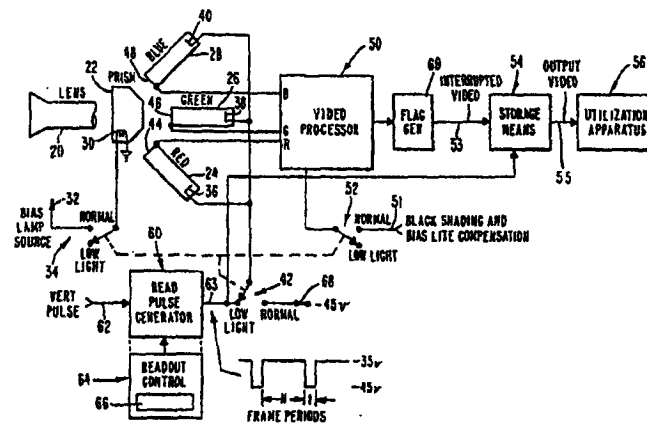 40
50
BLUE
28
22
PRISM
48
LENS
26
GREEN
46
38
B
G
R
VIDEO PROCESSOR
69
FLAG GEN
INTERRUPTED VIDEO
53
54
STORAGE MEANS
OUTPUT VIDEO
55
56
UTILIZATION APPARATUS
20
30
44
RED
24
36
32
BIAS LAMP SOURCE
NORMAL
34
LOW LIGHT
52
NORMAL
51
BLACK SHADING AND BIAS LITE COMPENSATION
LOW LIGHT
60
VERT PULSE
62
READ PULSE GENERATOR
63
42
LOW LIGHT
NORMAL
68
-45v
64
READOUT CONTROL
66
-35v
-45v
N
1
FRAME PERIODS